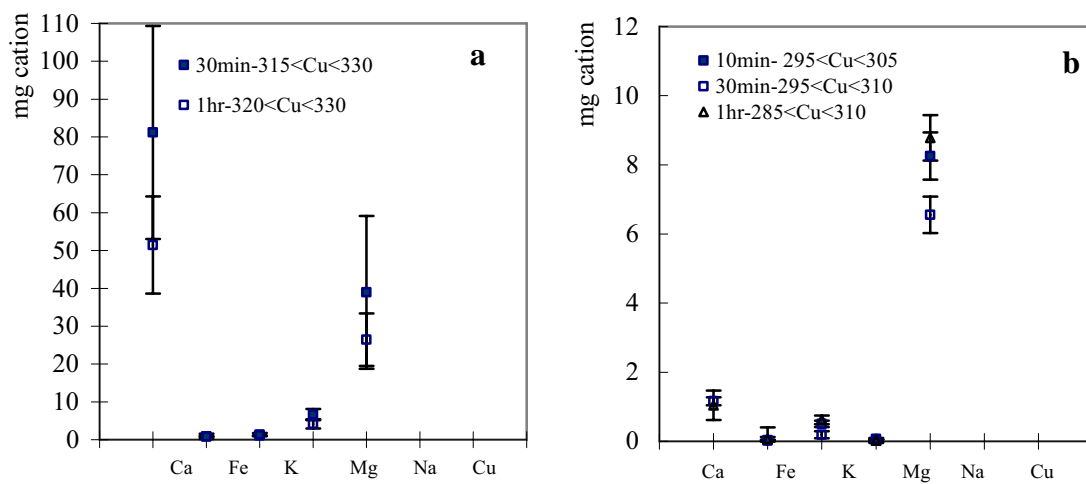 mg cation
110
100
90
80
70
60
50
40
30
20
10
0
30min-315<Cu<330
1hr-320<Cu<330
a
Ca Fe K Mg Na Cu
mg cation
12
10
8
6
4
2
0
10min- 295<Cu<305
30min-295<Cu<310
1hr-285<Cu<310
b
Ca Fe K Mg Na Cu